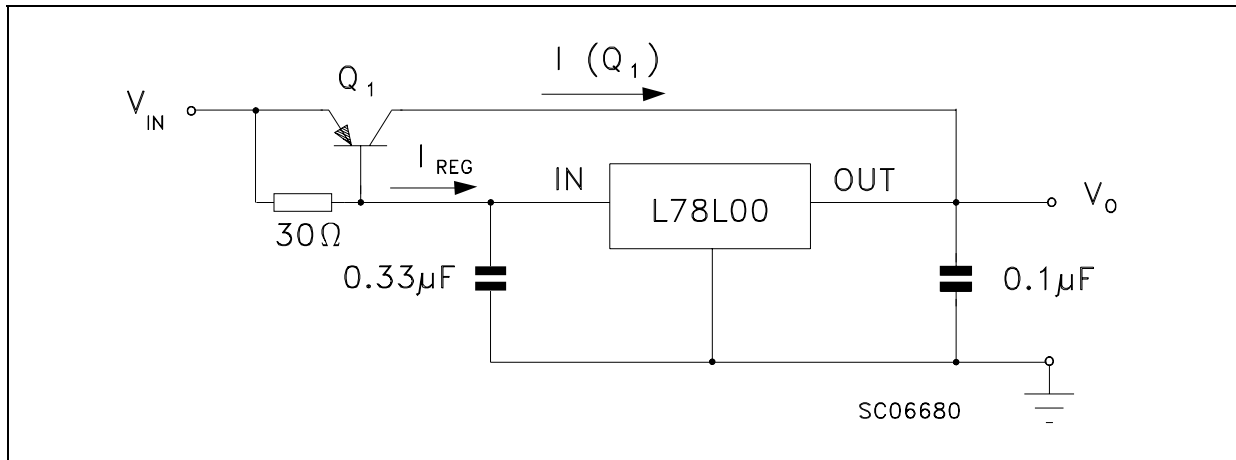 I (Q1)
Q1
VIN
IREG
IN
OUT
L78L00
VO
30Ω
0.33µF
0.1µF
SC06680